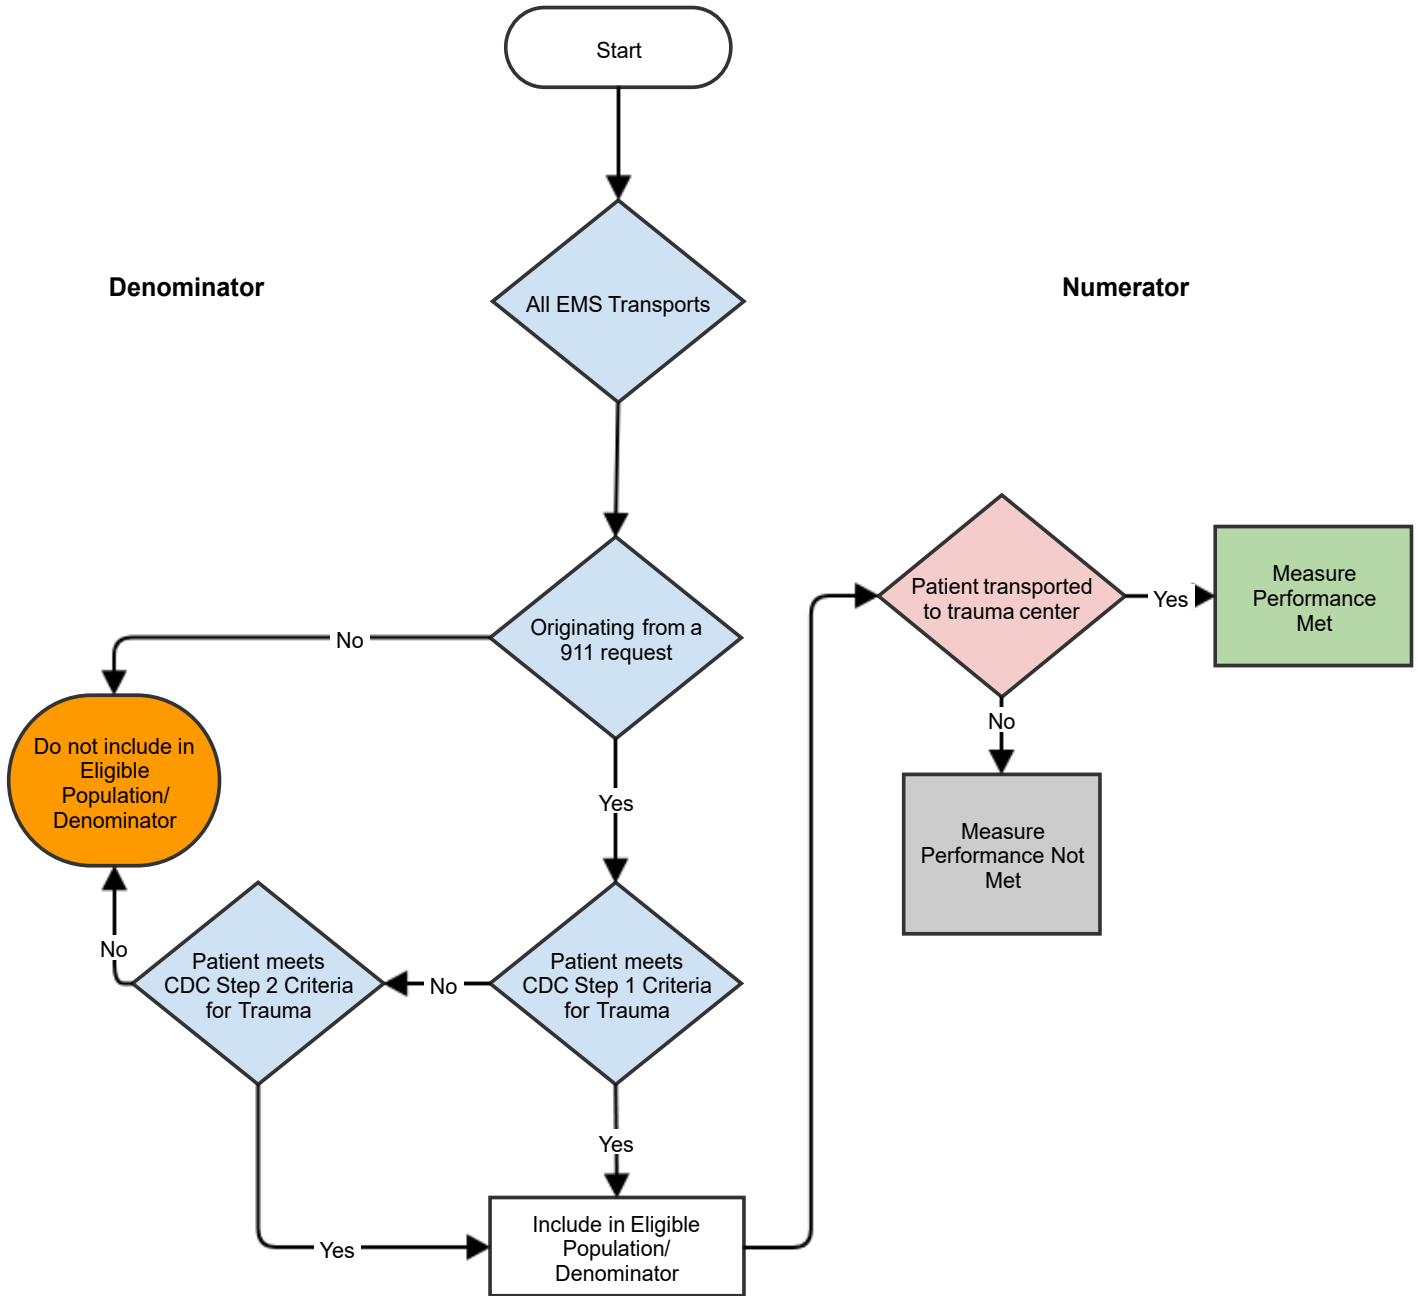 Start
All EMS Transports
Denominator
Numerator
Originating from a
911 request
No
Yes
Patient transported
to trauma center
Yes
Measure
Performance
Met
No
Measure
Performance Not
Met
Do not include in
Eligible
Population/
Denominator
No
Patient meets
CDC Step 2 Criteria
for Trauma
No
Patient meets
CDC Step 1 Criteria
for Trauma
Yes
Yes
Include in Eligible
Population/
Denominator